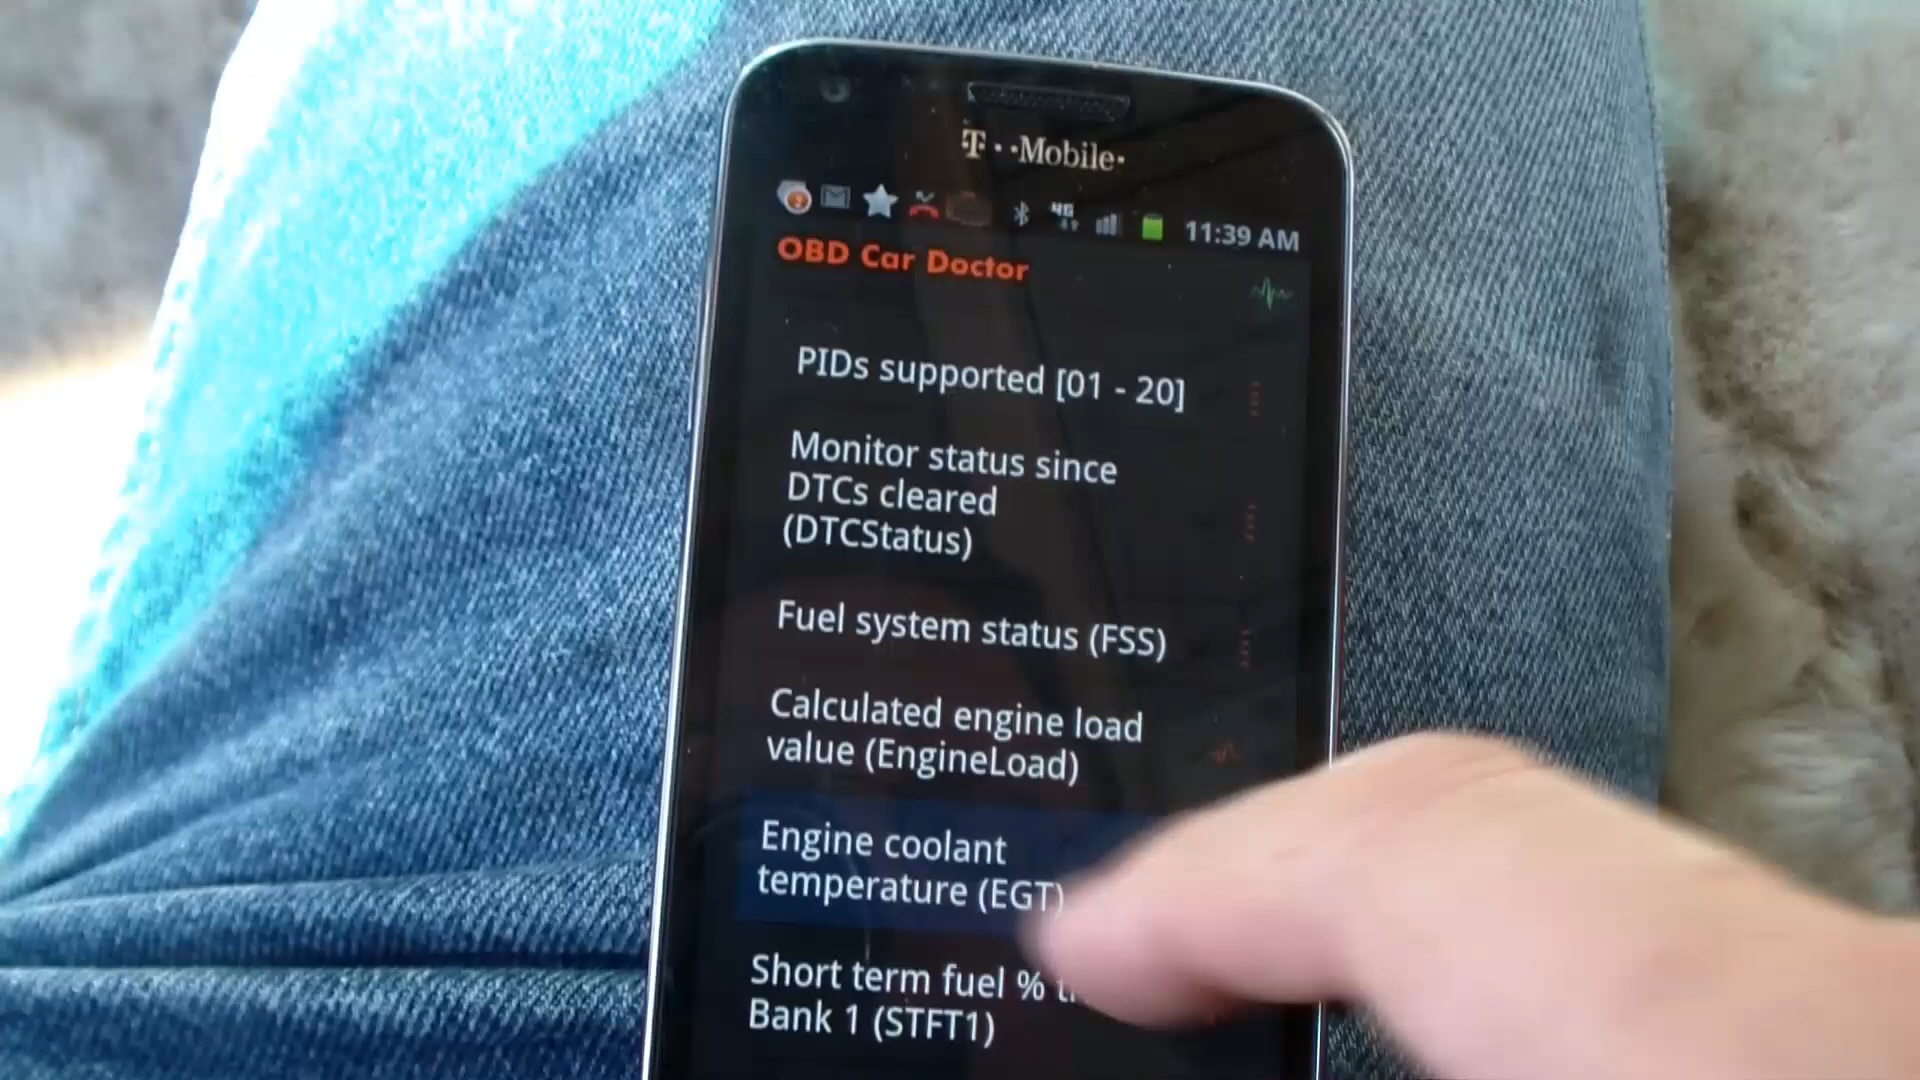 T··Mobile·
4G 11:39 AM
OBD Car Doctor
PIDs supported [01 - 20]
Monitor status since
DTCs cleared
(DTCStatus)
Fuel system status (FSS)
Calculated engine load
value (EngineLoad)
Engine coolant
temperature (EGT)
Short term fuel %
Bank 1 (STFT1)